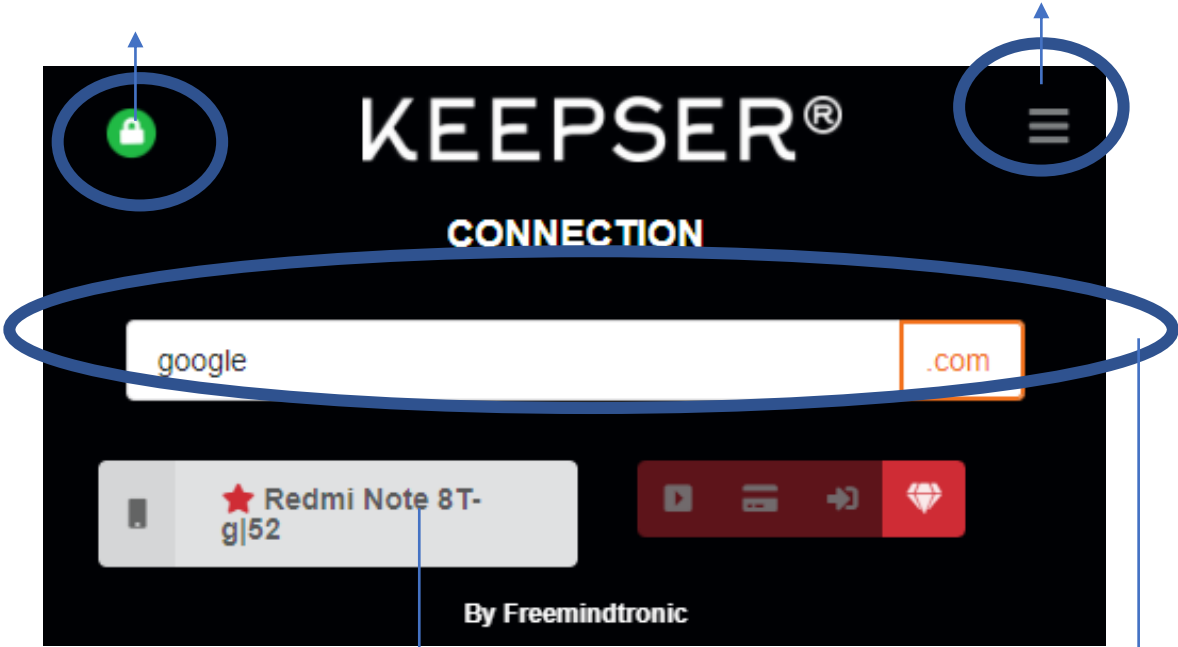 KEEPSER®
CONNECTION
google .com
Redmi Note 8T-
g|52
By Freemindtronic